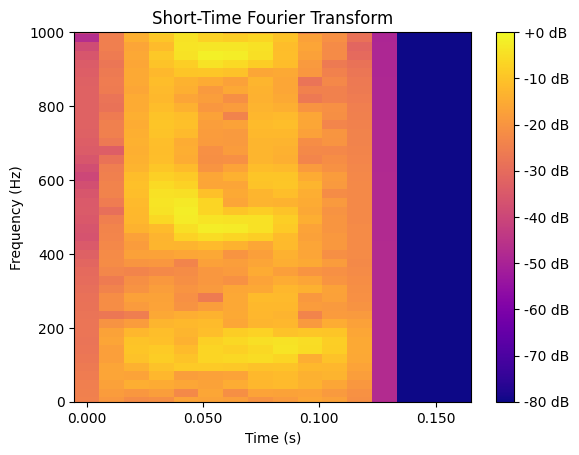 Short-Time Fourier Transform
1000
800
600
400
200
0
Frequency (Hz)
0.000
0.050
0.100
0.150
Time (s)
+0 dB
-10 dB
-20 dB
-30 dB
-40 dB
-50 dB
-60 dB
-70 dB
-80 dB